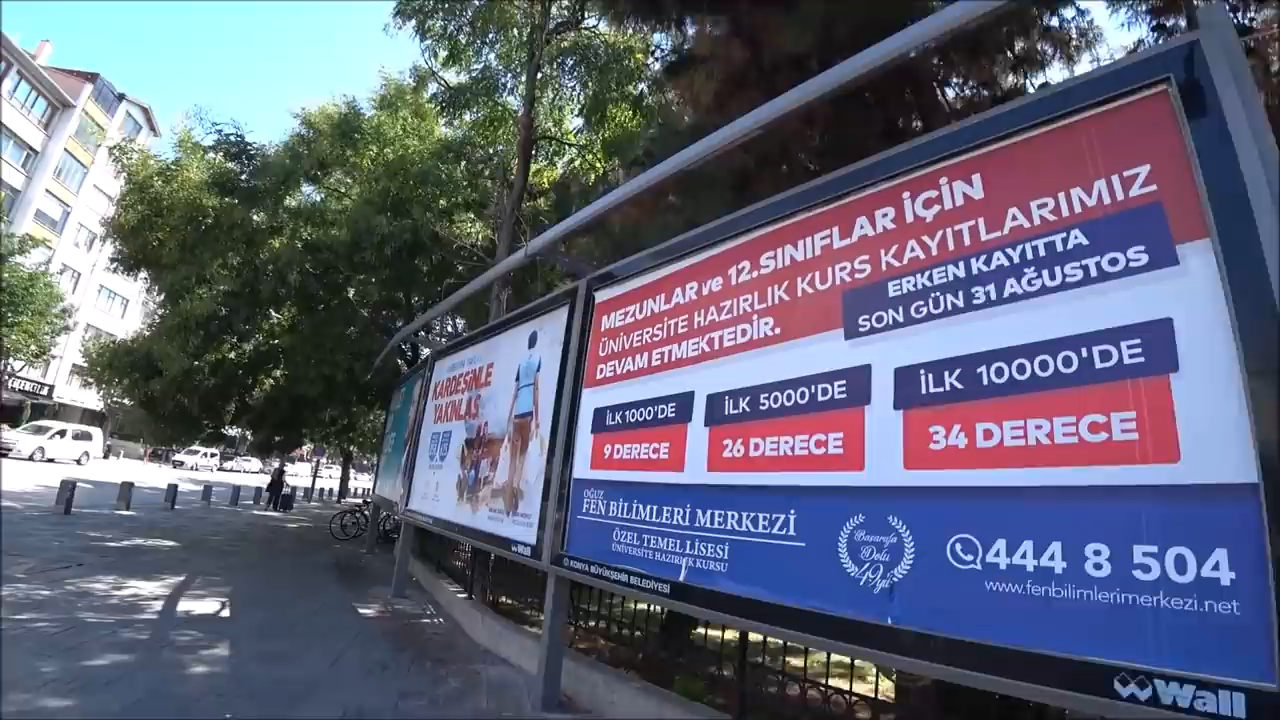 MEZUNLAR ve 12.SINIFLAR İÇİN
ÜNİVERSİTE HAZIRLIK KURS KAYITLARIMIZ
DEVAM ETMEKTEDİR.
ERKEN KAYITTA
SON GÜN 31 AĞUSTOS
İLK 1000'DE
9 DERECE
İLK 5000'DE
26 DERECE
İLK 10000'DE
34 DERECE
OĞUZ
FEN BİLİMLERİ MERKEZİ
ÖZEL TEMEL LİSESİ
ÜNİVERSİTE HAZIRLIK KURSU
Başarıyla
Dolu
49 yıl
444 8 504
www.fenbilimlerimerkezi.net
KONYA BÜYÜKŞEHİR BELEDİYESİ
Wall
KARDEŞİNLE
YAKINLAŞ
Wall